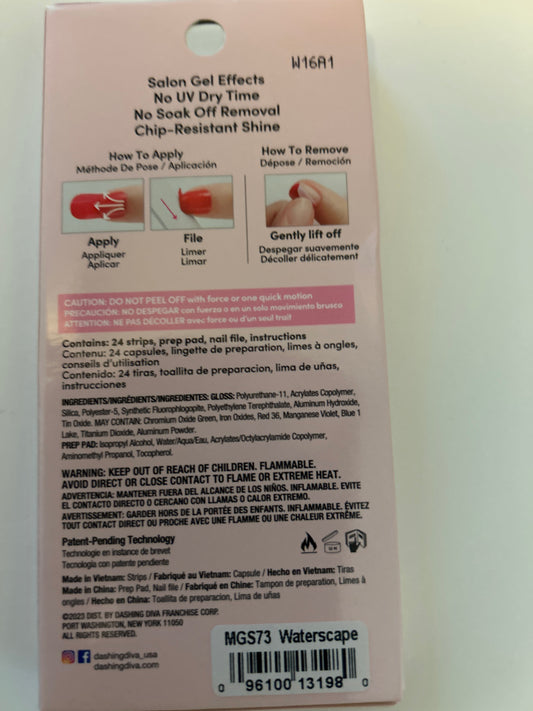 W16A1
Salon Gel Effects
No UV Dry Time
No Soak Off Removal
Chip-Resistant Shine
How To Apply
Méthode De Pose / Aplicación
How To Remove
Dépose / Remoción
Apply
Appliquer
Aplicar
File
Limer
Limar
Gently lift off
Despegar suavemente
Décoller délicatement
CAUTION: DO NOT PEEL OFF with force or one quick motion
PRECAUCIÓN: NO DESPEGAR con fuerza o en un solo movimiento brusco
ATTENTION: NE PAS DÉCOLLER avec force ou d'un seul trait
Contains: 24 strips, prep pad, nail file, instructions
Contenu: 24 capsules, lingette de preparation, limes à ongles,
conseils d'utilisation
Contenido: 24 tiras, toallita de preparacion, lima de uñas,
instrucciones
INGREDIENTS/INGRÉDIENTS/INGREDIENTES: GLOSS: Polyurethane-11, Acrylates Copolymer,
Silica, Polyester-5, Synthetic Fluorophlogopite, Polyethylene Terephthalate, Aluminum Hydroxide,
Tin Oxide. MAY CONTAIN: Chromium Oxide Green, Iron Oxides, Red 36, Manganese Violet, Blue 1
Lake, Titanium Dioxide, Aluminum Powder.
PREP PAD: Isopropyl Alcohol, Water/Aqua/Eau, Acrylates/Octylacrylamide Copolymer,
Aminomethyl Propanol, Tocopherol.
WARNING: KEEP OUT OF REACH OF CHILDREN. FLAMMABLE.
AVOID DIRECT OR CLOSE CONTACT TO FLAME OR EXTREME HEAT.
ADVERTENCIA: MANTENER FUERA DEL ALCANCE DE LOS NIÑOS. INFLAMABLE. EVITE
EL CONTACTO DIRECTO O CERCANO CON LLAMAS O CALOR EXTREMO.
AVERTISSEMENT: GARDER HORS DE LA PORTÉE DES ENFANTS. INFLAMMABLE. ÉVITEZ
TOUT CONTACT DIRECT OU PROCHE AVEC UNE FLAMME OU UNE CHALEUR EXTRÊME.
Patent-Pending Technology
Technologie en instance de brevet
Tecnología con patente pendiente
Made in Vietnam: Strips / Fabriqué au Vietnam: Capsule / Hecho en Vietnam: Tiras
Made in China: Prep Pad, Nail file / Fabriqué en Chine: Tampon de preparation, Limes à
ongles / Hecho en China: Toallita de preparacion, Lima de uñas
©2023 DIST. BY DASHING DIVA FRANCHISE CORP.
PORT WASHINGTON, NEW YORK 11050
ALL RIGHTS RESERVED.
dashingdiva_usa
dashingdiva.com
MGS73 Waterscape
0 96100 13198 0